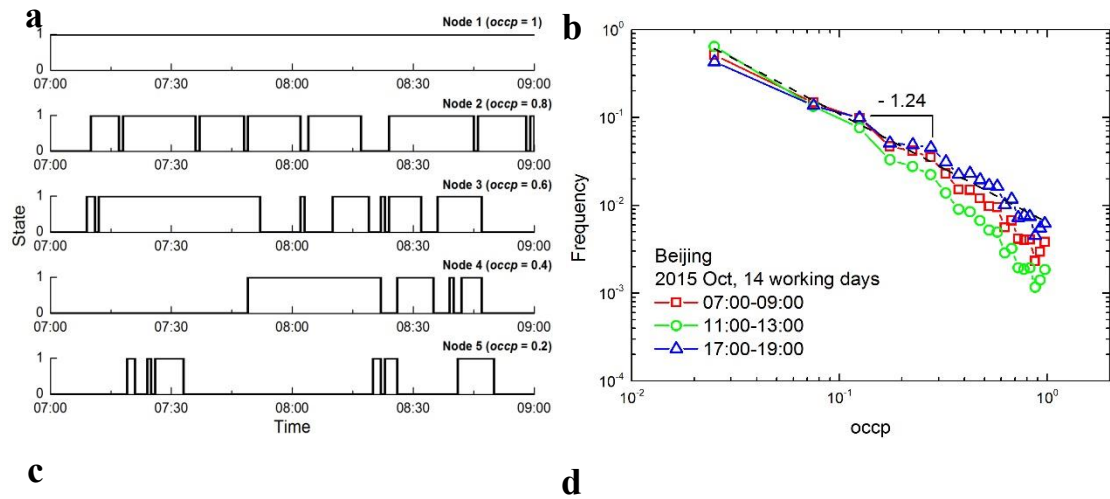 a
Node 1 (occp = 1)
1
0
07:00 07:30 08:00 08:30 09:00
Node 2 (occp = 0.8)
1
0
07:00 07:30 08:00 08:30 09:00
Node 3 (occp = 0.6)
1
0
07:00 07:30 08:00 08:30 09:00
State
Node 4 (occp = 0.4)
1
0
07:00 07:30 08:00 08:30 09:00
Node 5 (occp = 0.2)
1
0
07:00 07:30 08:00 08:30 09:00
Time
b
10^0
10^-1
10^-2
10^-3
10^-4
Frequency
- 1.24
Beijing
2015 Oct, 14 working days
07:00-09:00
11:00-13:00
17:00-19:00
10^-2 10^-1 10^0
occp
c
d